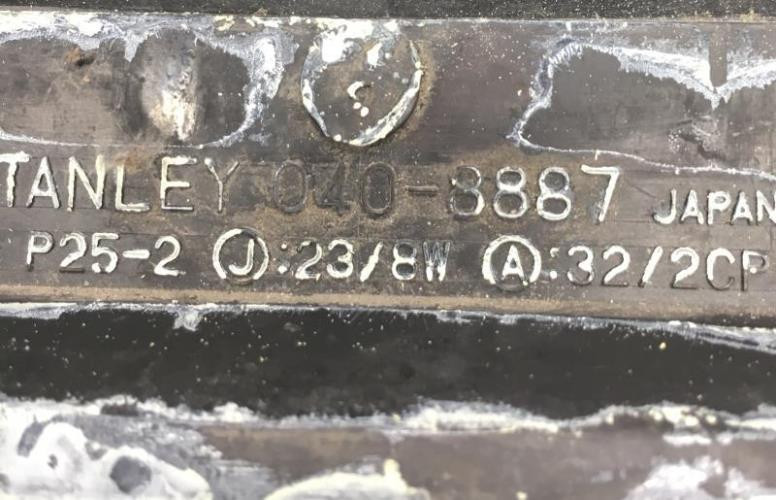 TANLEY 040-8887 JAPAN
P25-2 Ⓙ:23/8W Ⓐ:32/2CP